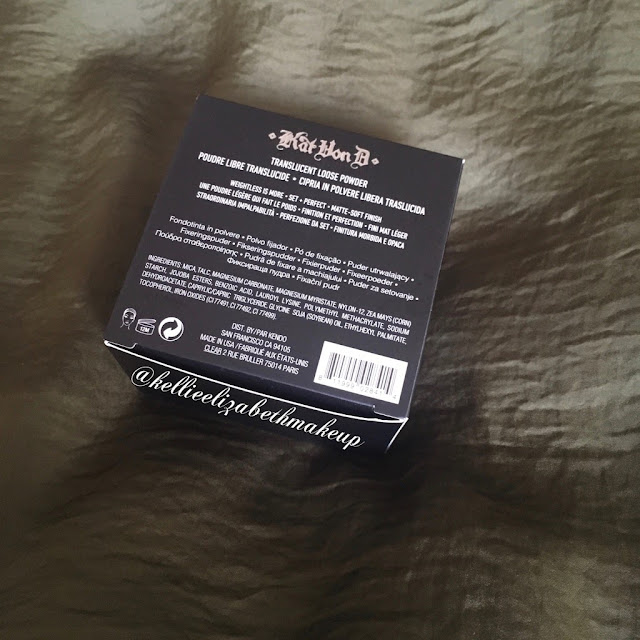 Kat Von D
TRANSLUCENT LOOSE POWDER
POUDRE LIBRE TRANSLUCIDE • CIPRIA IN POLVERE LIBERA TRASLUCIDA
WEIGHTLESS IS MORE • SET • PERFECT • MATTE-SOFT FINISH
UNE POUDRE LÉGÈRE QUI FAIT LE POIDS • FINITION ET PERFECTION • FINI MAT LÉGER
STRAORDINARIA IMPALPABILITÀ • PERFEZIONE DA SET • FINITURA MORBIDA E OPACA
Fondotinta in polvere • Polvo fijador • Pó de fixação • Puder utrwalający •
Fixeringspuder • Fikseringspudder • Fixierpuder • Fixeerpoeder •
Πούδρα σταθεροποίησης • Pudră de fixare a machiajului • Puder za setovanje •
Фиксираща пудра • Fixační pudr
INGREDIENTS: MICA, TALC, MAGNESIUM CARBONATE, MAGNESIUM MYRISTATE, NYLON-12, ZEA MAYS (CORN)
STARCH, JOJOBA ESTERS, BENZOIC ACID, LAUROYL LYSINE, POLYMETHYL METHACRYLATE, SODIUM
DEHYDROACETATE, CAPRYLIC/CAPRIC TRIGLYCERIDE, GLYCINE SOJA (SOYBEAN) OIL, ETHYLHEXYL PALMITATE,
TOCOPHEROL, IRON OXIDES (CI 77491, CI 77492, CI 77499).
12M
DIST. BY/PAR KENDO
SAN FRANCISCO CA 94105
MADE IN USA / FABRIQUÉ AUX ÉTATS-UNIS
CLEAR 2 RUE BRULLER 75014 PARIS
@kellieelizabethmakeup